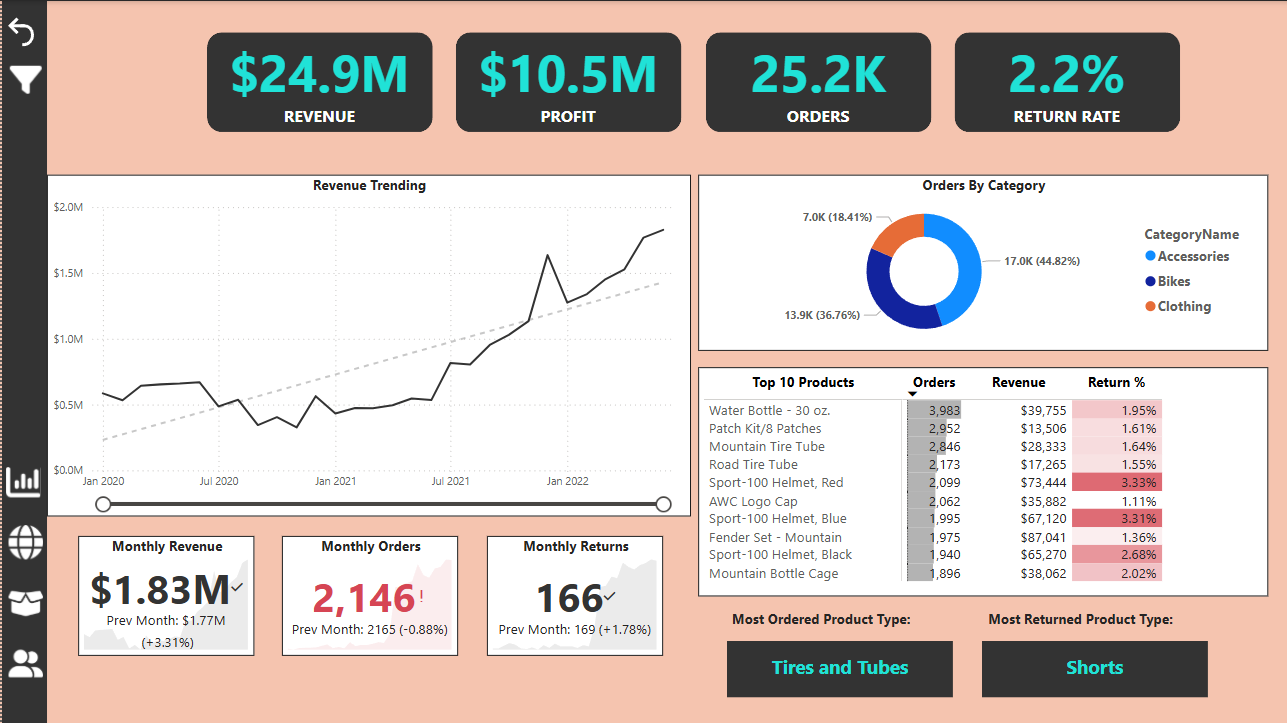 $24.9M
REVENUE
$10.5M
PROFIT
25.2K
ORDERS
2.2%
RETURN RATE
Revenue Trending
$2.0M
$1.5M
$1.0M
$0.5M
$0.0M
Jan 2020 Jul 2020 Jan 2021 Jul 2021 Jan 2022
Orders By Category
7.0K (18.41%)
17.0K (44.82%)
13.9K (36.76%)
CategoryName
Accessories
Bikes
Clothing
Top 10 Products Orders Revenue Return %
Water Bottle - 30 oz. 3,983 $39,755 1.95%
Patch Kit/8 Patches 2,952 $13,506 1.61%
Mountain Tire Tube 2,846 $28,333 1.64%
Road Tire Tube 2,173 $17,265 1.55%
Sport-100 Helmet, Red 2,099 $73,444 3.33%
AWC Logo Cap 2,062 $35,882 1.11%
Sport-100 Helmet, Blue 1,995 $67,120 3.31%
Fender Set - Mountain 1,975 $87,041 1.36%
Sport-100 Helmet, Black 1,940 $65,270 2.68%
Mountain Bottle Cage 1,896 $38,062 2.02%
Monthly Revenue
$1.83M
Prev Month: $1.77M
(+3.31%)
Monthly Orders
2,146!
Prev Month: 2165 (-0.88%)
Monthly Returns
166
Prev Month: 169 (+1.78%)
Most Ordered Product Type:
Tires and Tubes
Most Returned Product Type:
Shorts